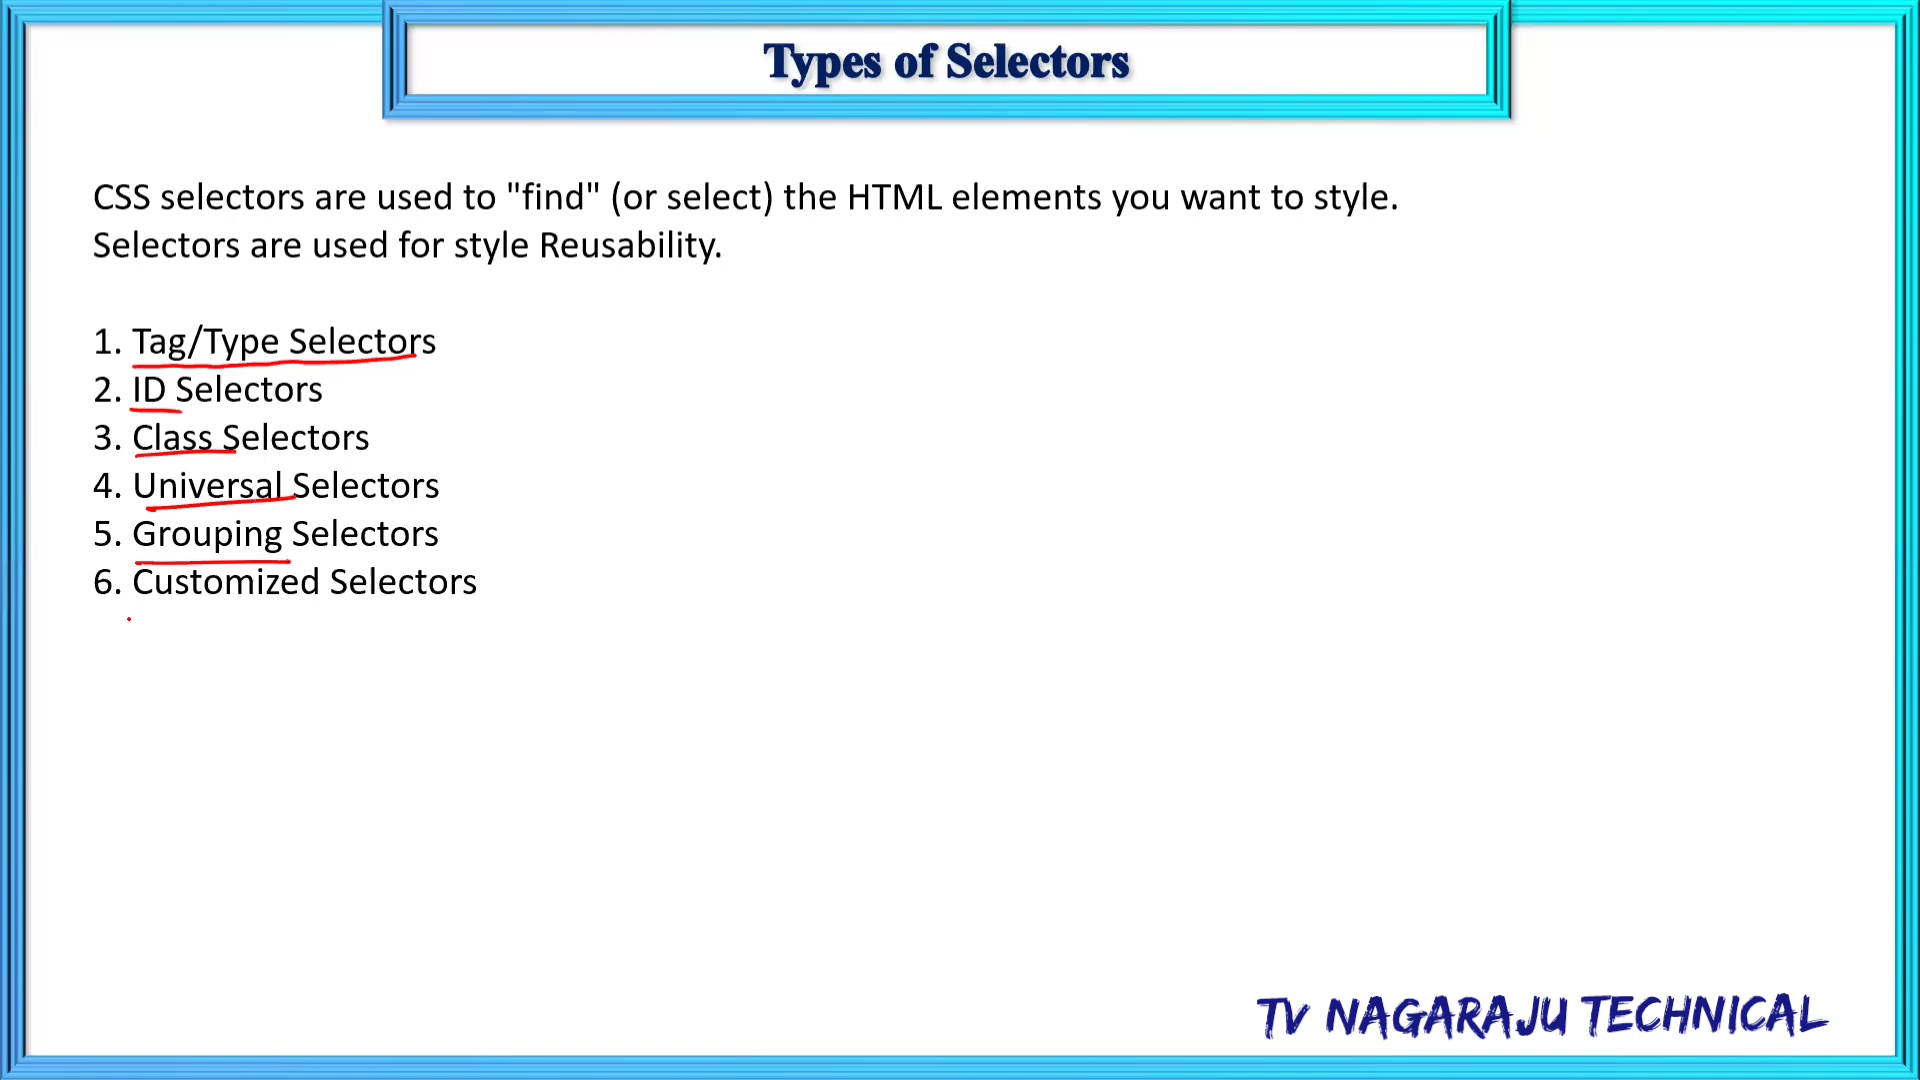 Types of Selectors
CSS selectors are used to "find" (or select) the HTML elements you want to style.
Selectors are used for style Reusability.
1. Tag/Type Selectors
2. ID Selectors
3. Class Selectors
4. Universal Selectors
5. Grouping Selectors
6. Customized Selectors
TV NAGARAJU TECHNICAL